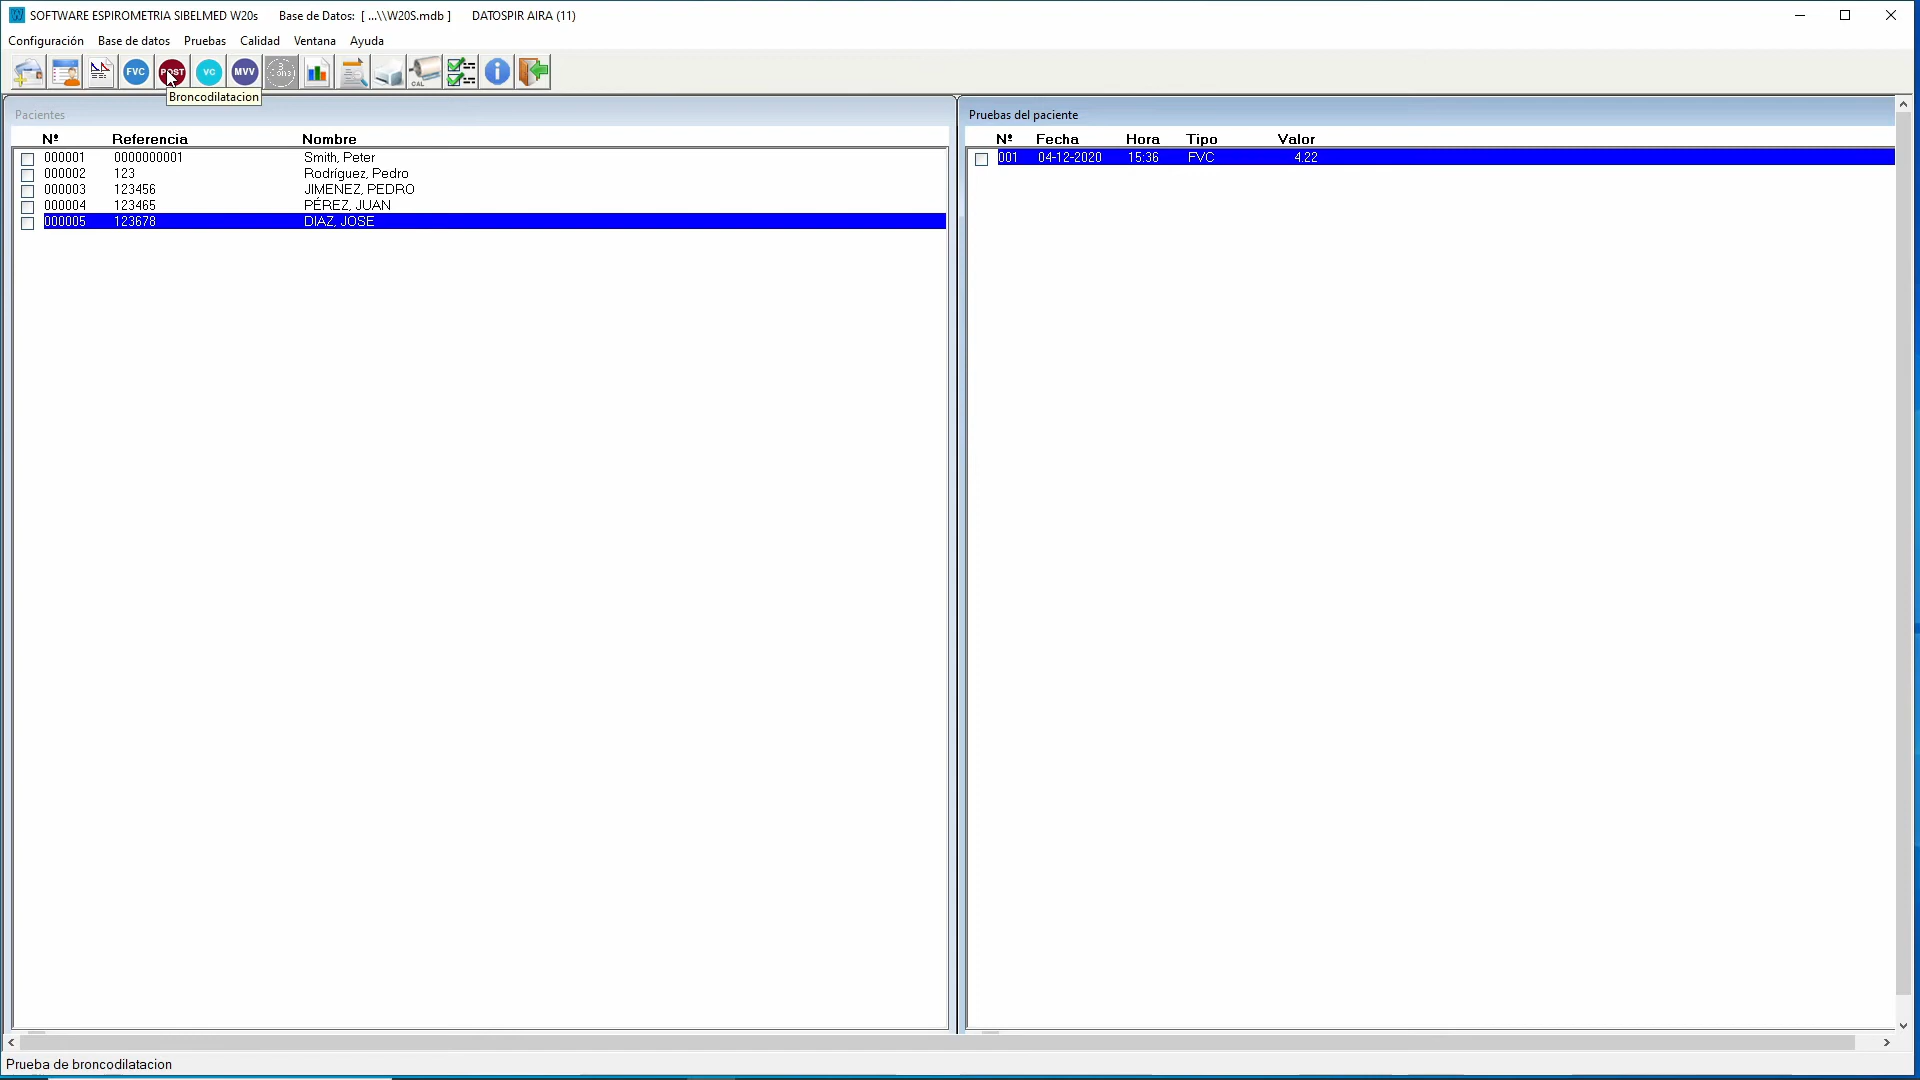 SOFTWARE ESPIROMETRIA SIBELMED W20s Base de Datos: [ ...\\W20S.mdb ] DATOSPIR AIRA (11)
Configuración Base de datos Pruebas Calidad Ventana Ayuda
FVC POST VC MVV CAL
Broncodilatacion
Pacientes
Nº Referencia Nombre
000001 0000000001 Smith, Peter
000002 123 Rodríguez, Pedro
000003 123456 JIMENEZ, PEDRO
000004 123465 PÉREZ, JUAN
000005 123678 DIAZ, JOSE
Pruebas del paciente
Nº Fecha Hora Tipo Valor
001 04-12-2020 15:36 FVC 4.22
Prueba de broncodilatacion